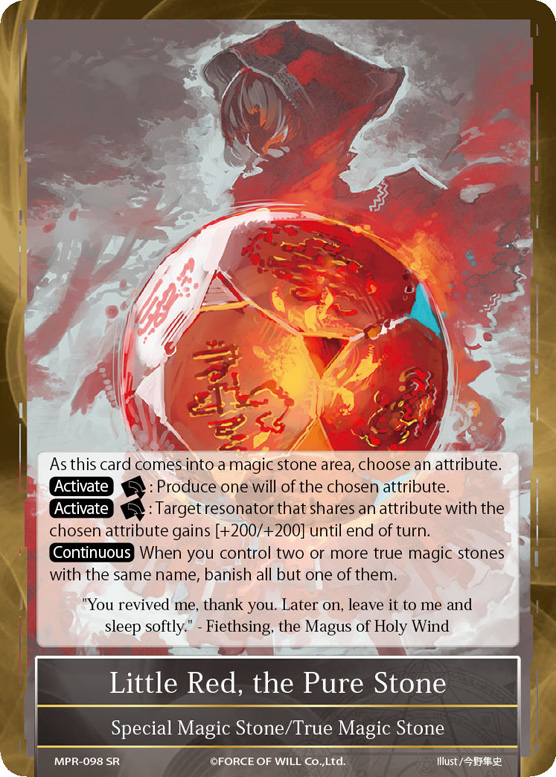 As this card comes into a magic stone area, choose an attribute.
Activate : Produce one will of the chosen attribute.
Activate : Target resonator that shares an attribute with the
chosen attribute gains [+200/+200] until end of turn.
Continuous When you control two or more true magic stones
with the same name, banish all but one of them.
"You revived me, thank you. Later on, leave it to me and
sleep softly." - Fiethsing, the Magus of Holy Wind
Little Red, the Pure Stone
Special Magic Stone/True Magic Stone
MPR-098 SR ©FORCE OF WILL Co.,Ltd. Illust/今野隼史